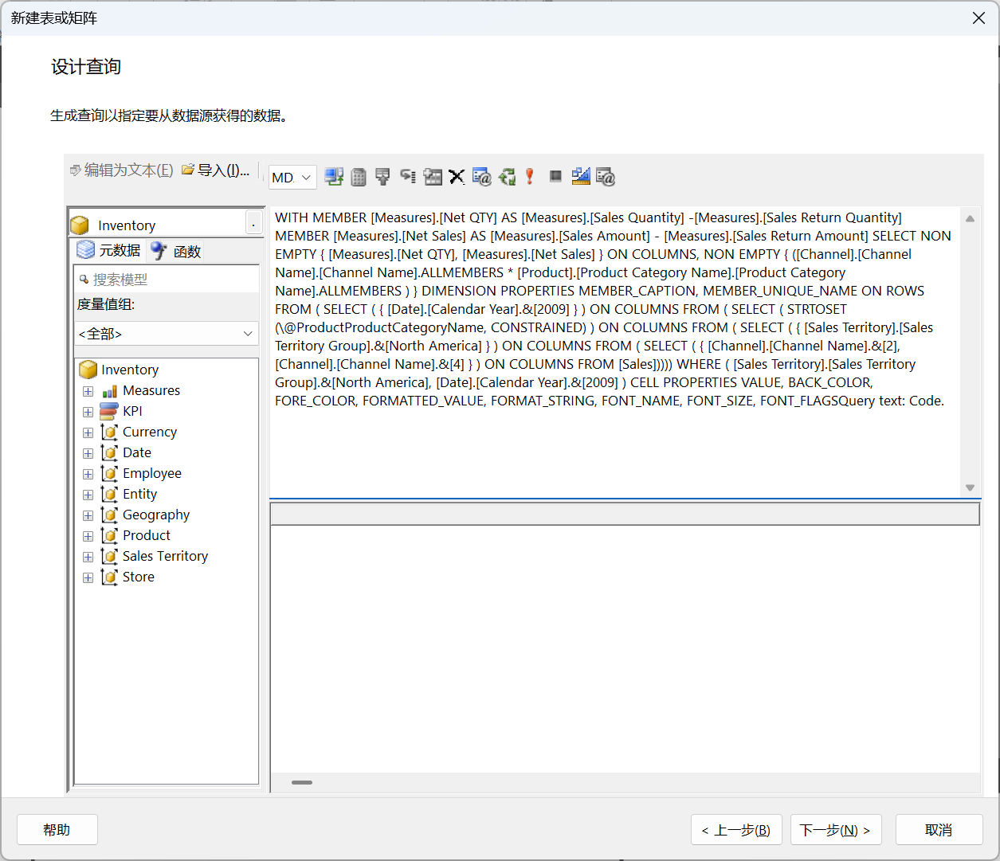 新建表或矩阵
设计查询
生成查询以指定要从数据源获得的数据。
编辑为文本(E)
导入(I)...
MD.
Inventory
.
元数据
函数
搜索模型
度量值组:
<全部>
Inventory
Measures
KPI
Currency
Date
Employee
Entity
Geography
Product
Sales Territory
Store
WITH MEMBER [Measures].[Net QTY] AS [Measures].[Sales Quantity] -[Measures].[Sales Return Quantity]
MEMBER [Measures].[Net Sales] AS [Measures].[Sales Amount] - [Measures].[Sales Return Amount] SELECT NON
EMPTY { [Measures].[Net QTY], [Measures].[Net Sales] } ON COLUMNS, NON EMPTY { ([Channel].[Channel
Name].[Channel Name].ALLMEMBERS * [Product].[Product Category Name].[Product Category
Name].ALLMEMBERS ) } DIMENSION PROPERTIES MEMBER_CAPTION, MEMBER_UNIQUE_NAME ON ROWS
FROM ( SELECT ( { [Date].[Calendar Year].&[2009] } ) ON COLUMNS FROM ( SELECT ( STRTOSET
(\@ProductProductCategoryName, CONSTRAINED) ) ON COLUMNS FROM ( SELECT ( { [Sales Territory].[Sales
Territory Group].&[North America] } ) ON COLUMNS FROM ( SELECT ( { [Channel].[Channel Name].&[2],
[Channel].[Channel Name].&[4] } ) ON COLUMNS FROM [Sales])))) WHERE ( [Sales Territory].[Sales Territory
Group].&[North America], [Date].[Calendar Year].&[2009] ) CELL PROPERTIES VALUE, BACK_COLOR,
FORE_COLOR, FORMATTED_VALUE, FORMAT_STRING, FONT_NAME, FONT_SIZE, FONT_FLAGSQuery text: Code.
帮助
< 上一步(B)
下一步(N) >
取消